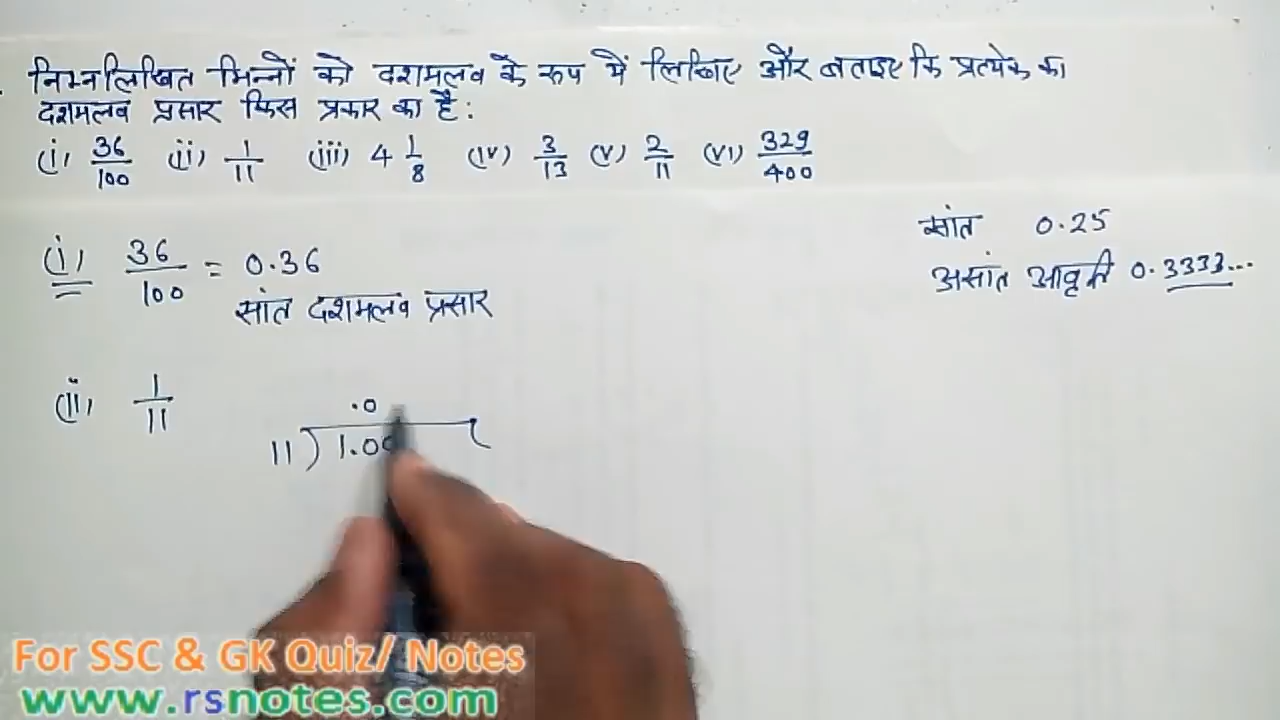 निम्नलिखित भिन्नों को दशमलव के रूप में लिखिए और बताइए कि प्रत्येक का
दशमलव प्रसार किस प्रकार का है:
(i) 36/100 (ii) 1/11 (iii) 4 1/8 (iv) 3/13 (v) 2/11 (vi) 329/400
सांत 0.25
असांत आवृती 0.3333...
(i) 36/100 = 0.36
सांत दशमलव प्रसार
(ii) 1/11
.0
11) 1.00
For SSC & GK Quiz/ Notes
www.rsnotes.com